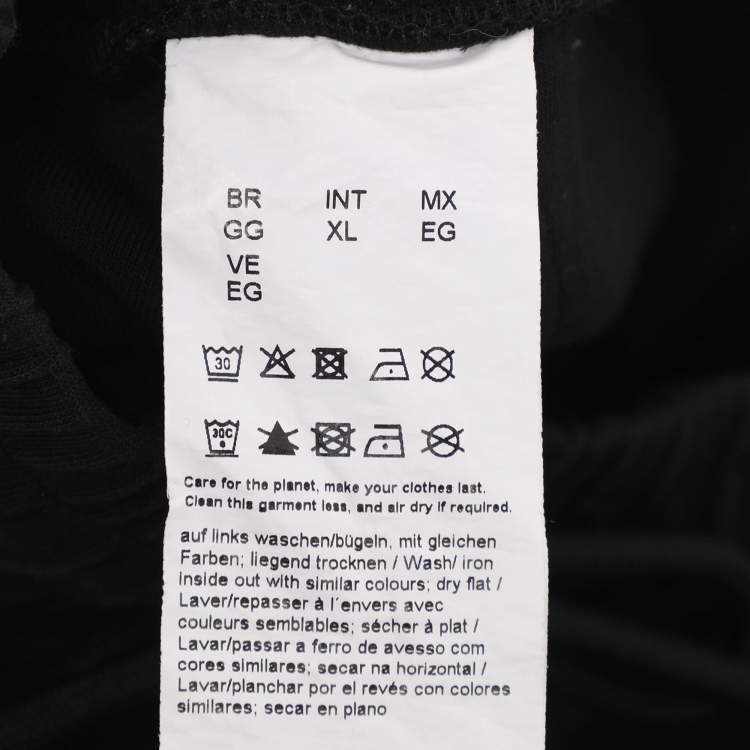 BR INT MX
GG XL EG
VE
EG
30
30C
Care for the planet, make your clothes last.
Clean this garment less, and air dry if required.
auf links waschen/bügeln, mit gleichen
Farben; liegend trocknen / Wash/ iron
inside out with similar colours; dry flat /
Laver/repasser à l´envers avec
couleurs semblables; sécher à plat /
Lavar/passar a ferro de avesso com
cores similares; secar na horizontal /
Lavar/planchar por el revés con colores
similares; secar en plano